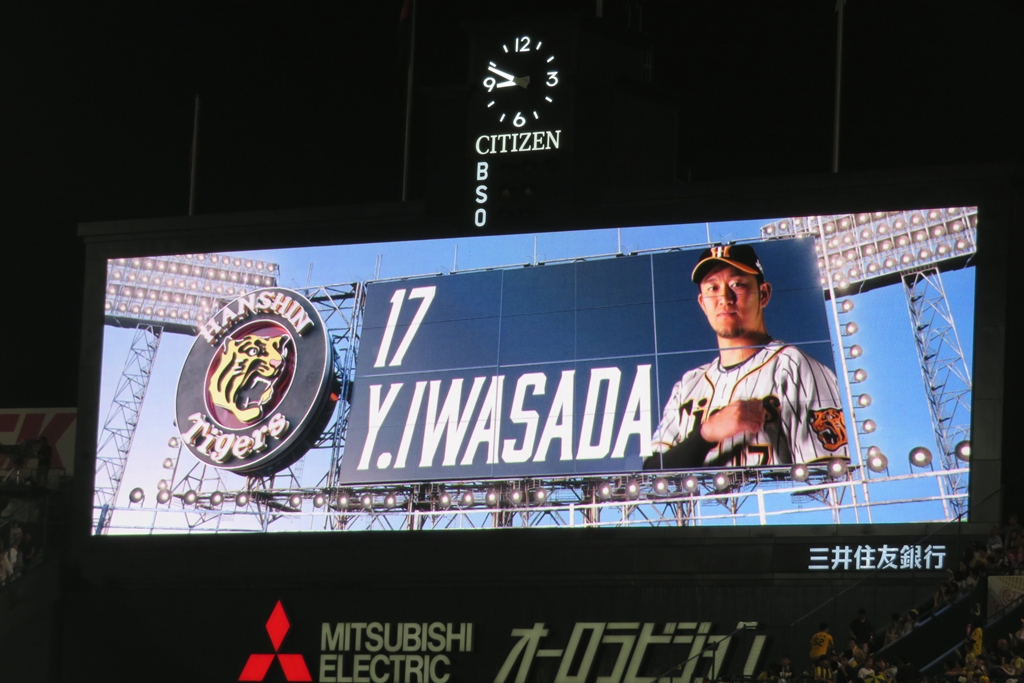 12
9 3
6
CITIZEN
B
S
O
HANSHIN
Tigers
17
Y.IWASADA
三井住友銀行
MITSUBISHI
ELECTRIC
オーロラビジョン